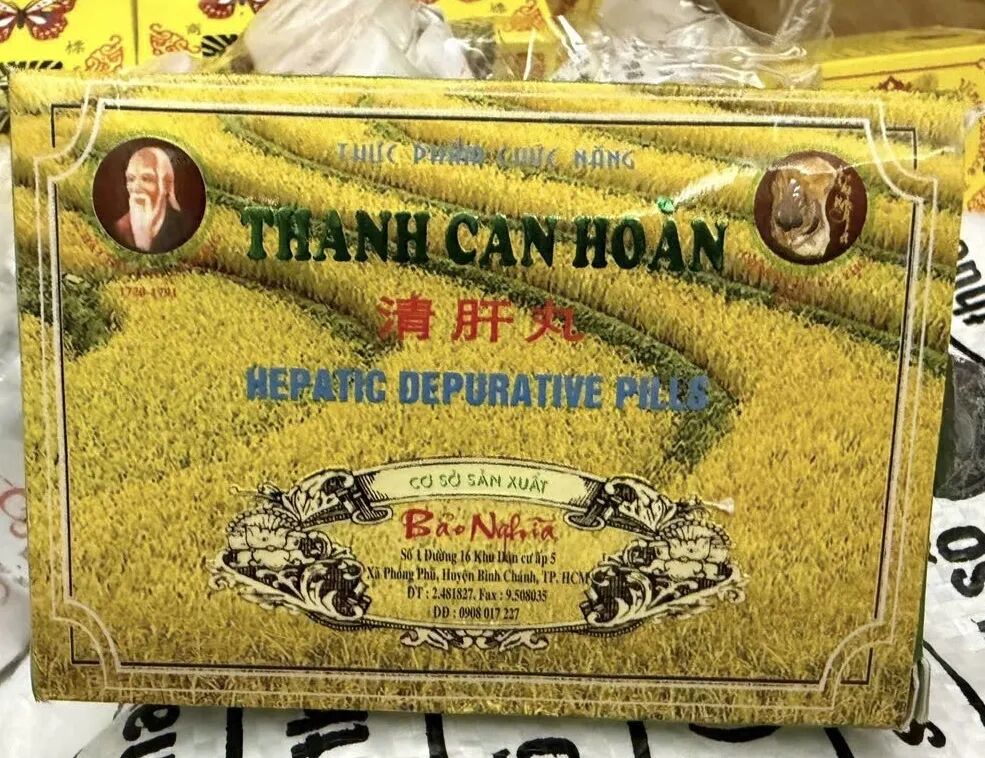 THỰC PHẨM CHỨC NĂNG
THANH CAN HOÀN
清肝丸
HEPATIC DEPURATIVE PILLS
1720-1791
CƠ SỞ SẢN XUẤT
Bảo Nghĩa
Số 1 Đường 16 Khu Dân cư ấp 5
Xã Phong Phú, Huyện Bình Chánh, TP. HCM
ĐT : 2.481827. Fax : 9.508035
DĐ : 0908 017 227